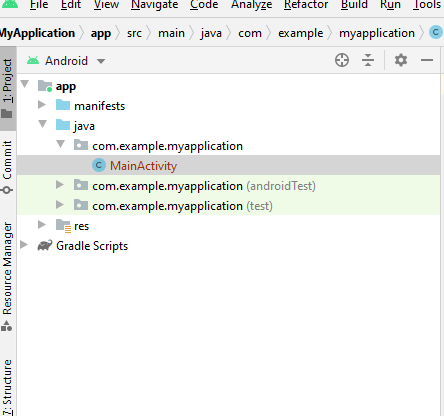 File Edit View Navigate Code Analyze Refactor Build Run Tools
MyApplication app src main java com example myapplication C
1: Project
Android
app
manifests
java
com.example.myapplication
C MainActivity
com.example.myapplication (androidTest)
com.example.myapplication (test)
res
Gradle Scripts
Commit
Resource Manager
7: Structure